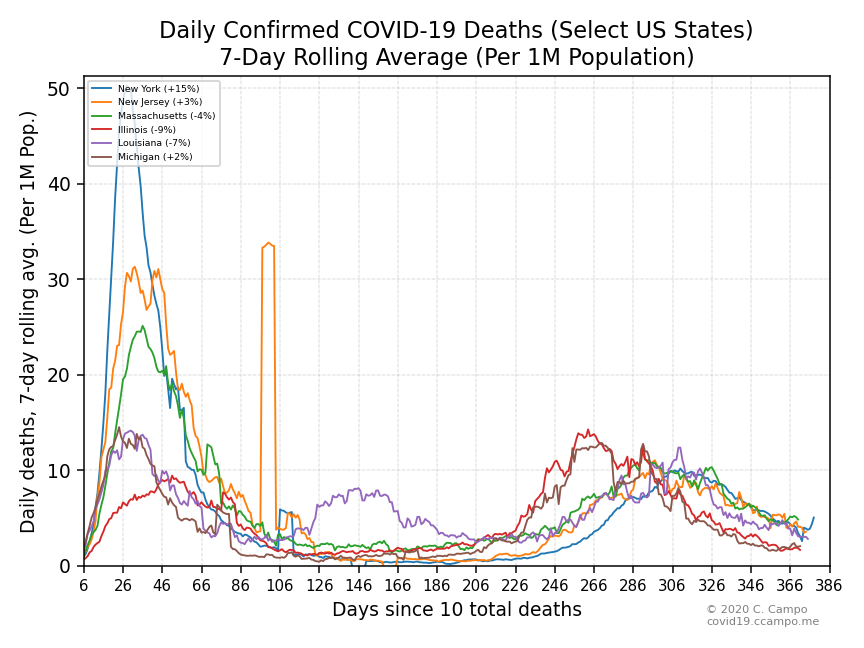 Daily Confirmed COVID-19 Deaths (Select US States)
7-Day Rolling Average (Per 1M Population)
Daily deaths, 7-day rolling avg. (Per 1M Pop.)
50
40
30
20
10
0
New York (+15%)
New Jersey (+3%)
Massachusetts (-4%)
Illinois (-9%)
Louisiana (-7%)
Michigan (+2%)
6 26 46 66 86 106 126 146 166 186 206 226 246 266 286 306 326 346 366 386
Days since 10 total deaths
© 2020 C. Campo
covid19.ccampo.me